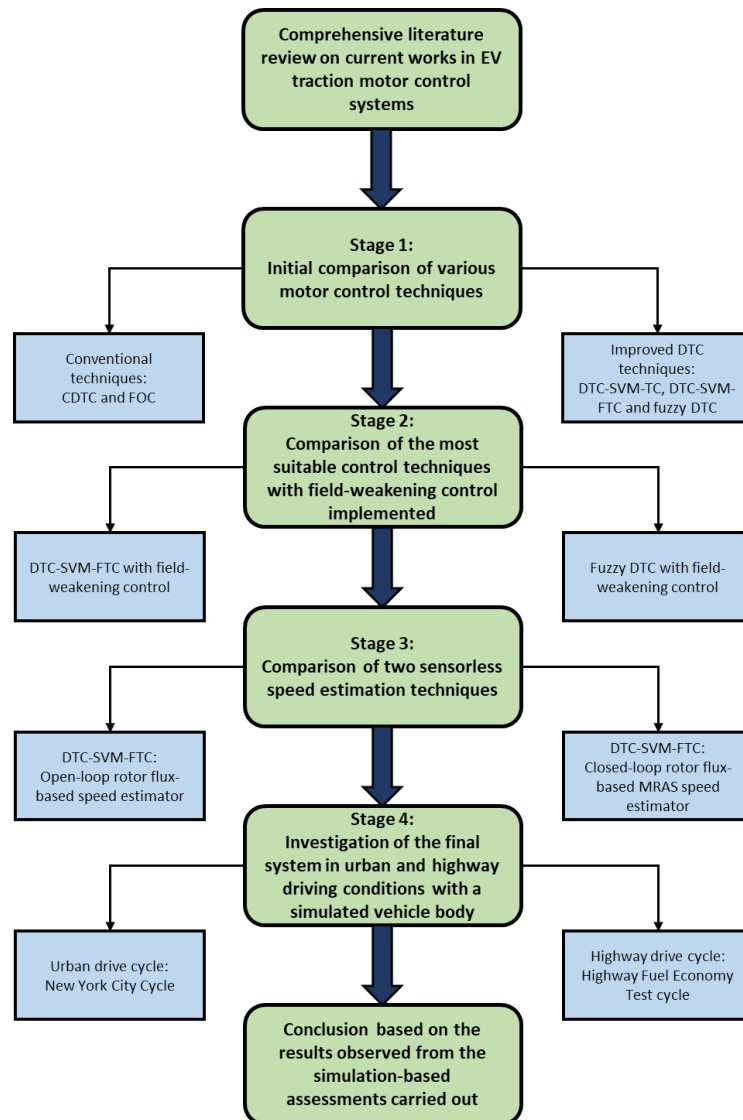 Comprehensive literature
review on current works in EV
traction motor control
systems
Stage 1:
Initial comparison of various
motor control techniques
Conventional
techniques:
CDTC and FOC
Improved DTC
techniques:
DTC-SVM-TC, DTC-SVM-
FTC and fuzzy DTC
Stage 2:
Comparison of the most
suitable control techniques
with field-weakening control
implemented
DTC-SVM-FTC with field-
weakening control
Fuzzy DTC with field-
weakening control
Stage 3:
Comparison of two sensorless
speed estimation techniques
DTC-SVM-FTC:
Open-loop rotor flux-
based speed estimator
DTC-SVM-FTC:
Closed-loop rotor flux-
based MRAS speed
estimator
Stage 4:
Investigation of the final
system in urban and highway
driving conditions with a
simulated vehicle body
Urban drive cycle:
New York City Cycle
Highway drive cycle:
Highway Fuel Economy
Test cycle
Conclusion based on the
results observed from the
simulation-based
assessments carried out